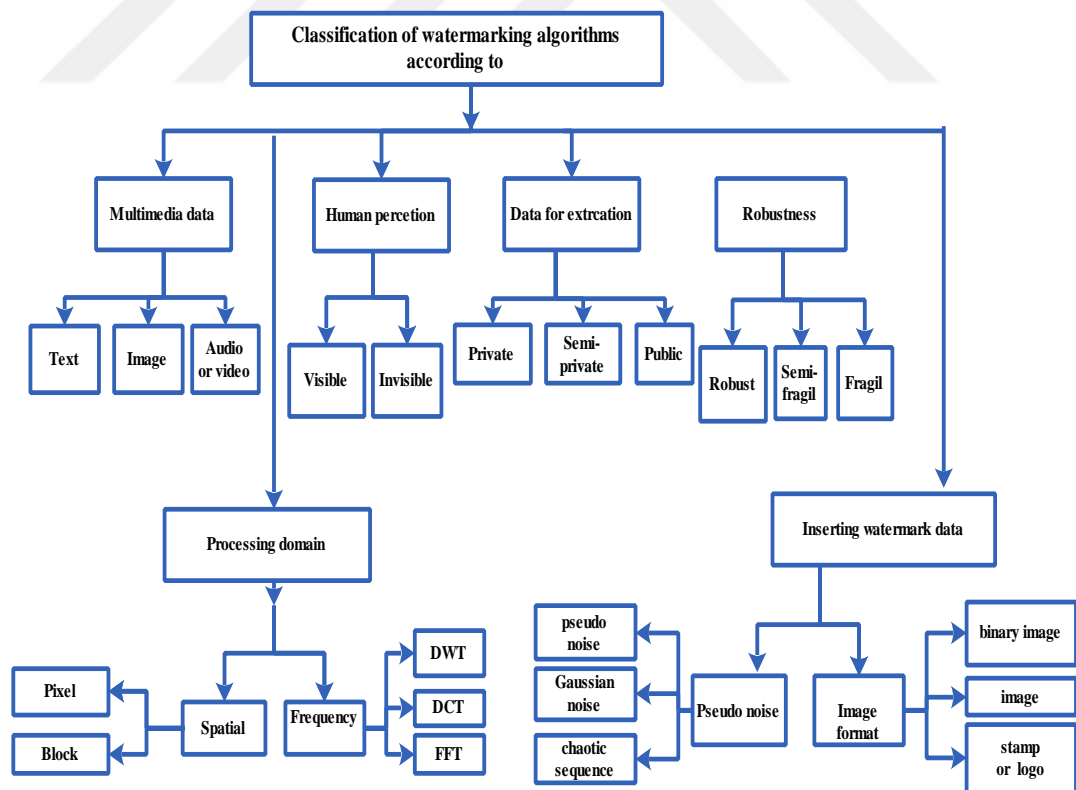 Classification of watermarking algorithms
according to
Multimedia data
Human percetion
Data for extrcation
Robustness
Text
Image
Audio
or video
Visible
Invisible
Private
Semi-
private
Public
Robust
Semi-
fragil
Fragil
Processing domain
Inserting watermark data
Pixel
Block
Spatial
Frequency
DWT
DCT
FFT
pseudo
noise
Gaussian
noise
chaotic
sequence
Pseudo noise
Image
format
binary image
image
stamp
or logo